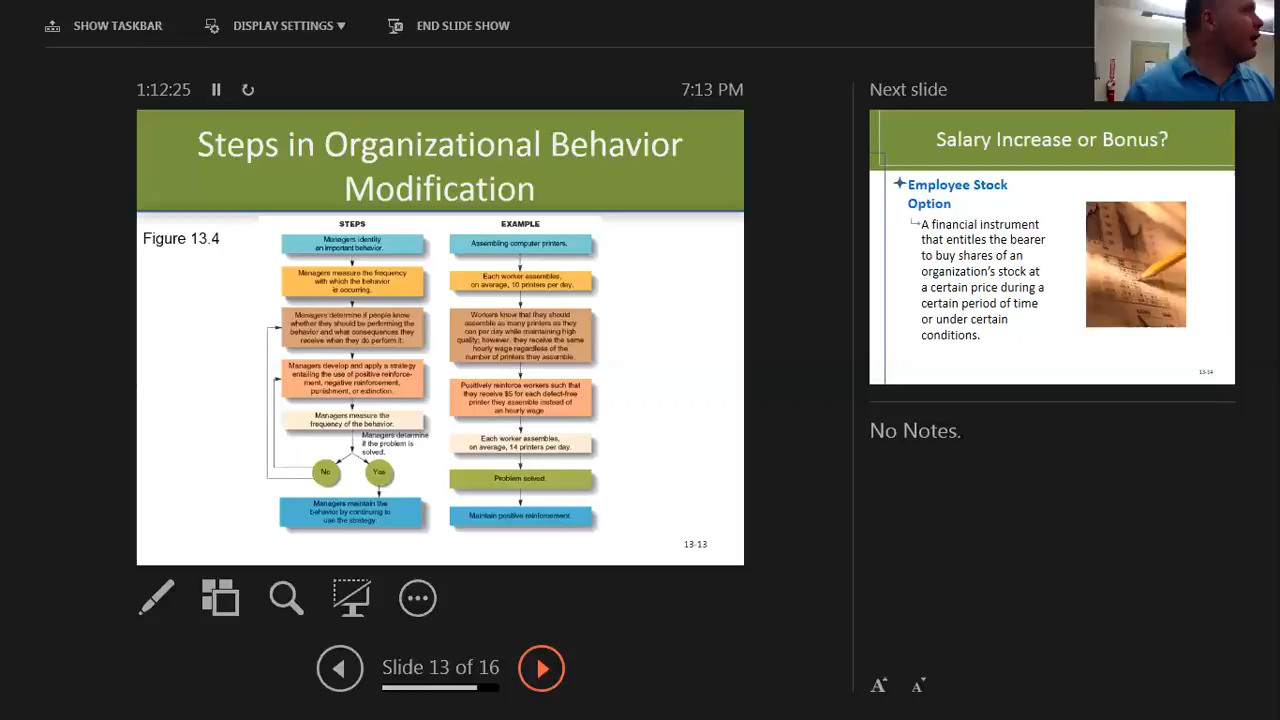 SHOW TASKBAR
DISPLAY SETTINGS
END SLIDE SHOW
1:12:25
7:13 PM
Steps in Organizational Behavior
Modification
Figure 13.4
STEPS
Managers identity
an important behavior.
Managers measure the frequency
with which the behavior
is occurring.
Managers determine if people know
whether they should be performing the
behavior and what consequences they
receive when they do perform it.
Managers develop and apply a strategy
entailing the use of positive reinforce-
ment, negative reinforcement,
punishment, or extinction.
Managers measure the
frequency of the behavior.
Managers determine
if the problem is
solved.
No
Yes
Managers maintain the
behavior by continuing to
use the strategy.
EXAMPLE
Assembling computer printers.
Each worker assembles,
on average, 10 printers per day.
Workers know that they should
assemble as many printers as they
can per day while maintaining high
quality; however, they receive the same
hourly wage regardless of the
number of printers they assemble.
Positively reinforce workers such that
they receive $5 for each defect-free
printer they assemble instead of
an hourly wage
Each worker assembles,
on average, 14 printers per day.
Problem solved.
Maintain positive reinforcement.
13-13
Slide 13 of 16
Next slide
Salary Increase or Bonus?
Employee Stock
Option
A financial instrument
that entitles the bearer
to buy shares of an
organization's stock at
a certain price during a
certain period of time
or under certain
conditions.
13-14
No Notes.
A
A